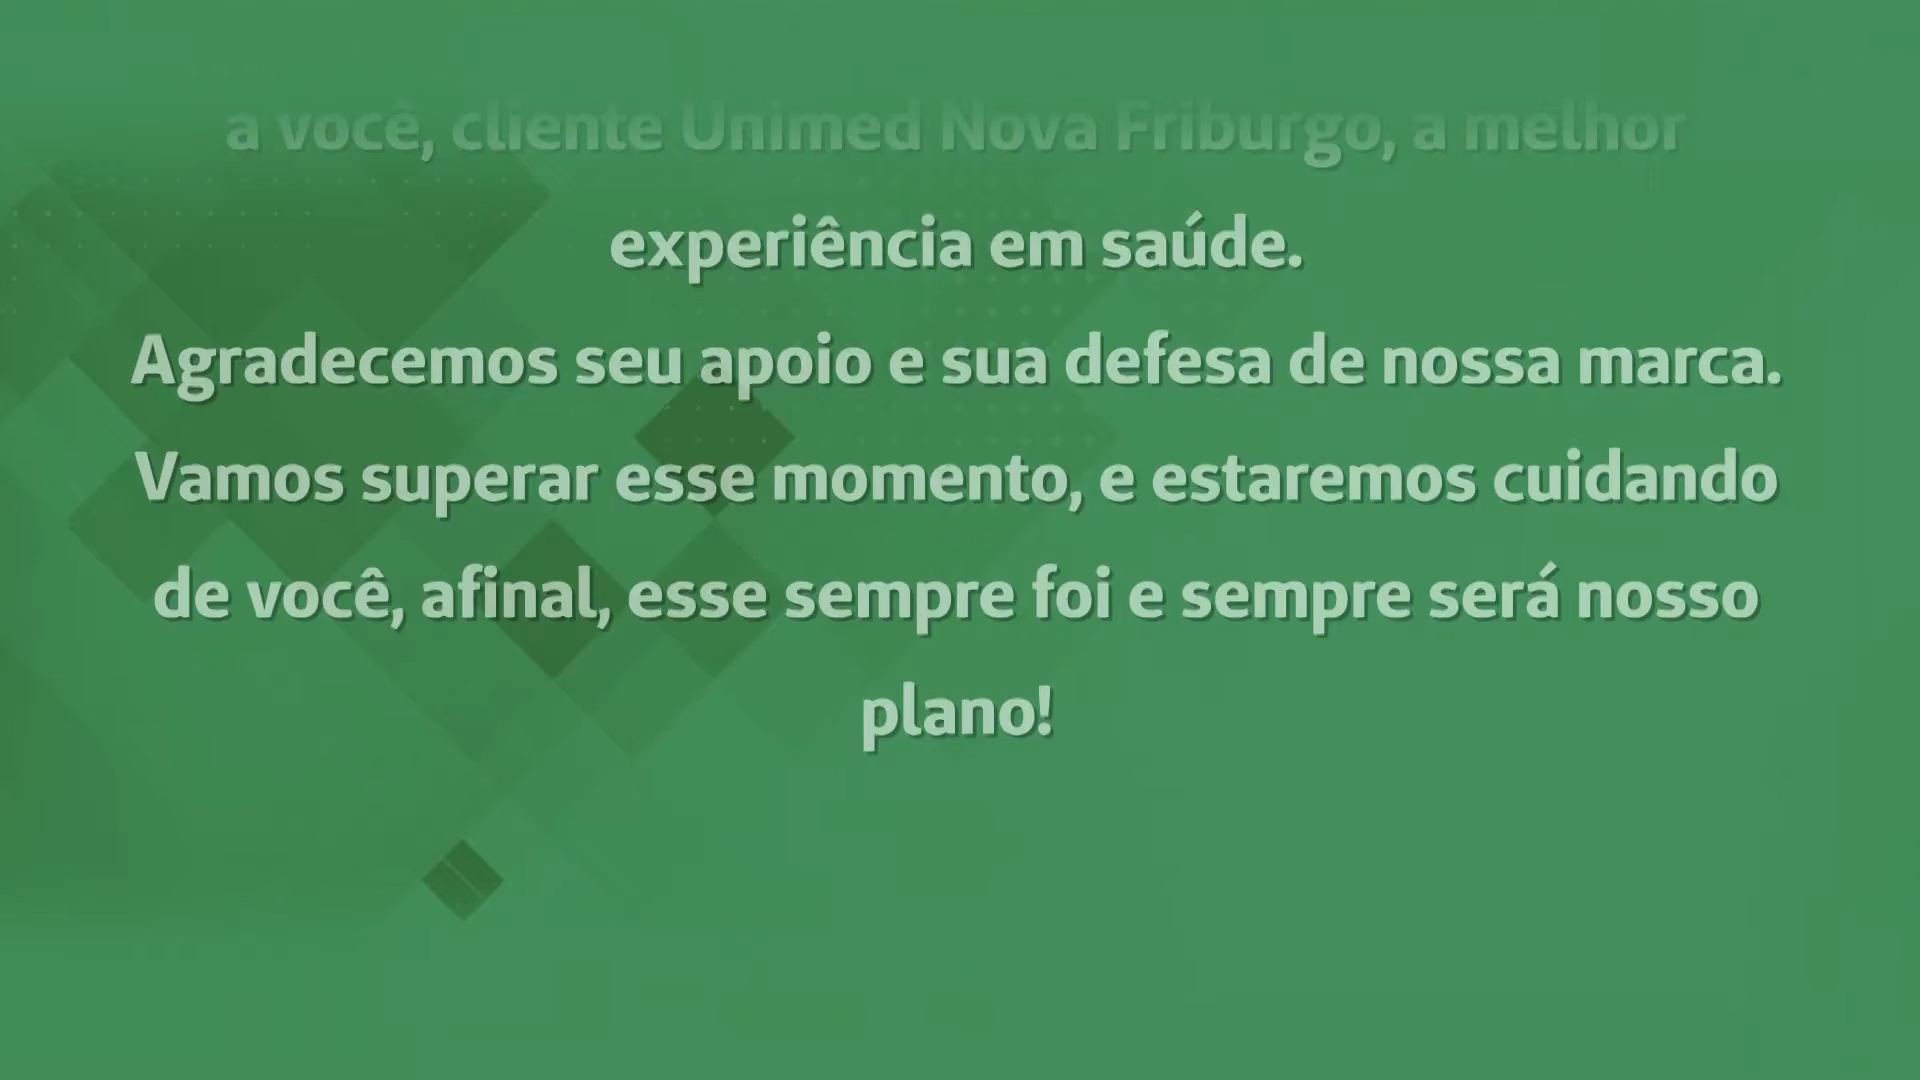 a você, cliente Unimed Nova Friburgo, a melhor
experiência em saúde.
Agradecemos seu apoio e sua defesa de nossa marca.
Vamos superar esse momento, e estaremos cuidando
de você, afinal, esse sempre foi e sempre será nosso
plano!